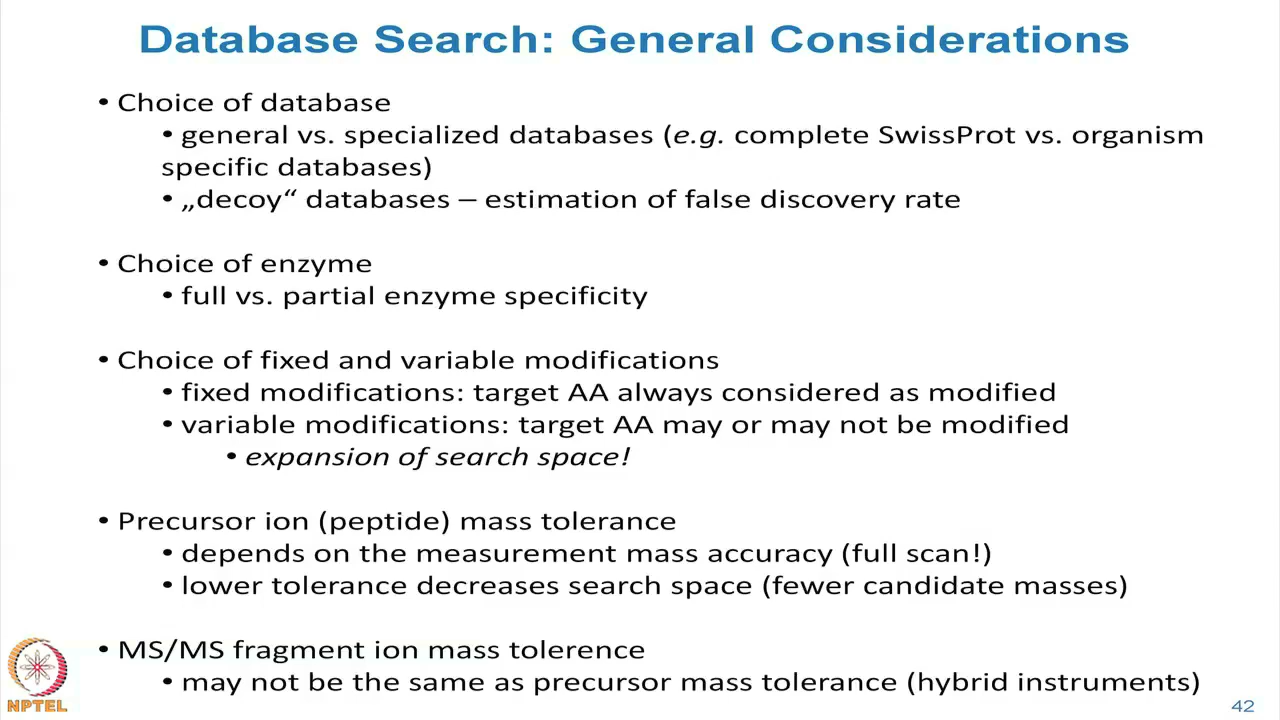 Database Search: General Considerations
• Choice of database
• general vs. specialized databases (e.g. complete SwissProt vs. organism
specific databases)
• „decoy“ databases – estimation of false discovery rate
• Choice of enzyme
• full vs. partial enzyme specificity
• Choice of fixed and variable modifications
• fixed modifications: target AA always considered as modified
• variable modifications: target AA may or may not be modified
• expansion of search space!
• Precursor ion (peptide) mass tolerance
• depends on the measurement mass accuracy (full scan!)
• lower tolerance decreases search space (fewer candidate masses)
• MS/MS fragment ion mass tolerence
• may not be the same as precursor mass tolerance (hybrid instruments)
NPTEL
42